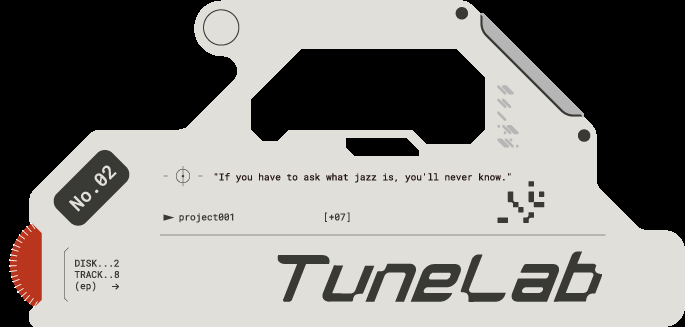 No.02
"If you have to ask what jazz is, you'll never know."
► project001 [+07]
DISK...2
TRACK..8
(ep) →
TuneLab